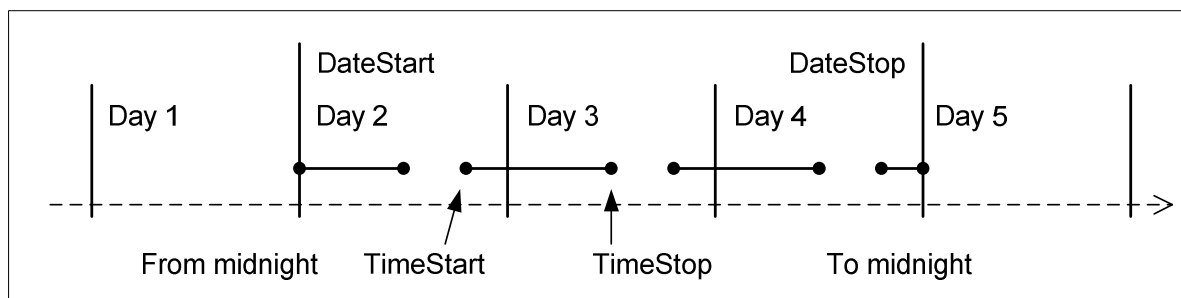 DateStart DateStop
Day 1 Day 2 Day 3 Day 4 Day 5
From midnight TimeStart TimeStop To midnight